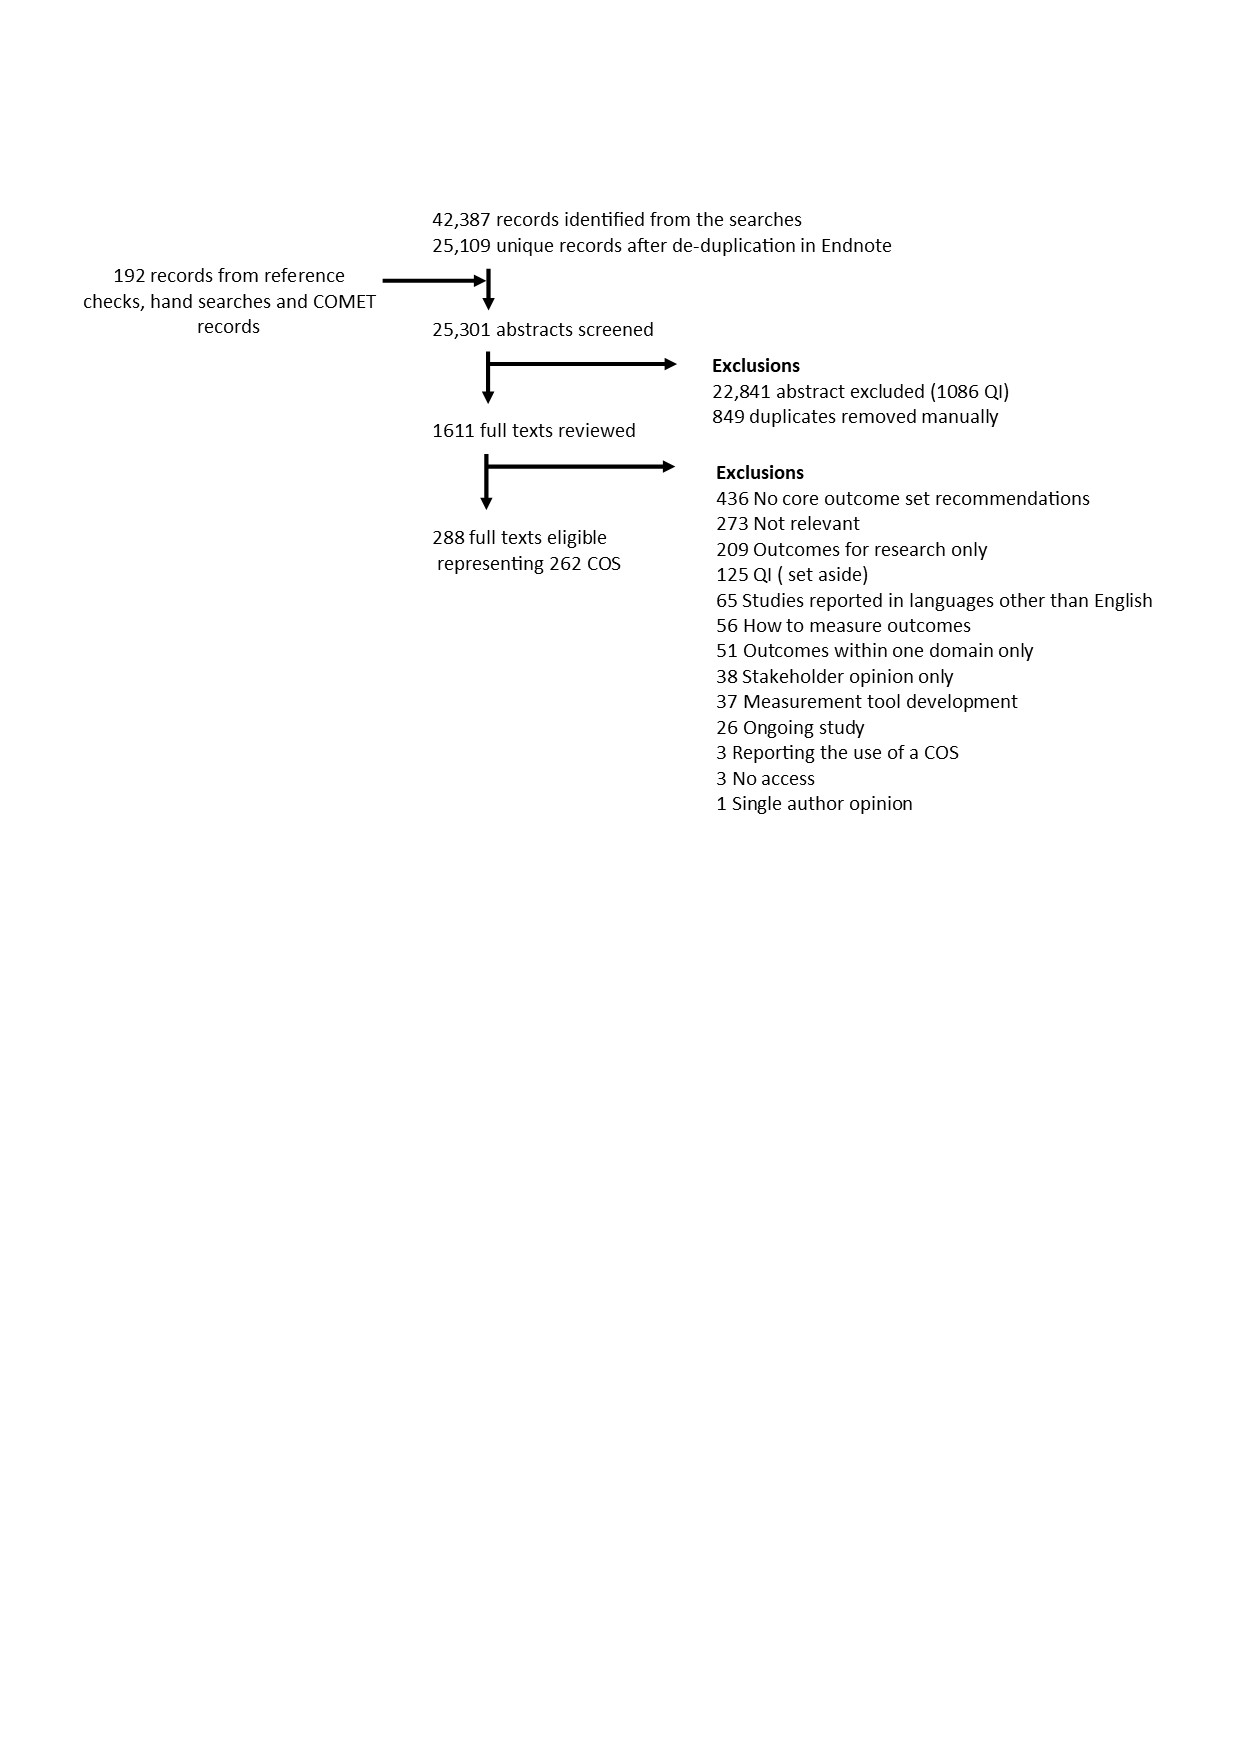 42,387 records identified from the searches
25,109 unique records after de-duplication in Endnote
192 records from reference
checks, hand searches and COMET
records
25,301 abstracts screened
Exclusions
22,841 abstract excluded (1086 QI)
849 duplicates removed manually
1611 full texts reviewed
Exclusions
436 No core outcome set recommendations
273 Not relevant
209 Outcomes for research only
125 QI ( set aside)
65 Studies reported in languages other than English
56 How to measure outcomes
51 Outcomes within one domain only
38 Stakeholder opinion only
37 Measurement tool development
26 Ongoing study
3 Reporting the use of a COS
3 No access
1 Single author opinion
288 full texts eligible
representing 262 COS